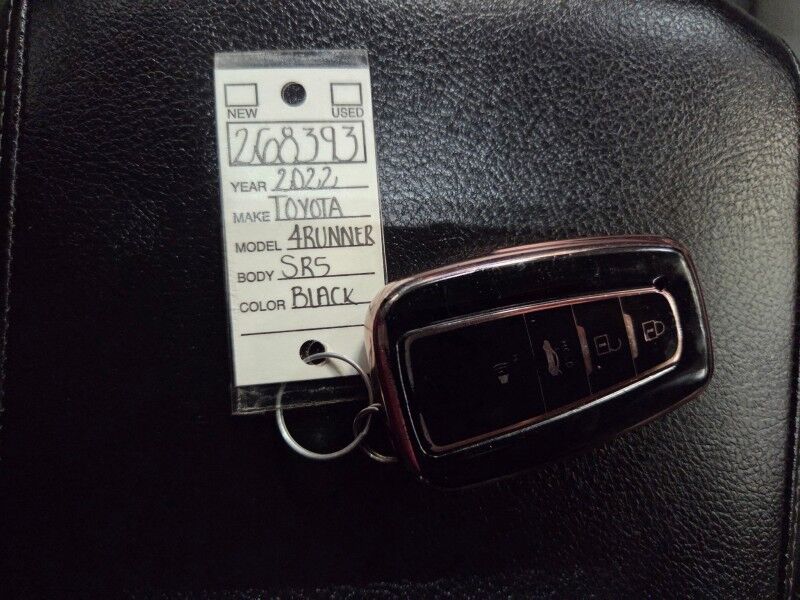 NEW USED
268393
YEAR 2022
MAKE TOYOTA
MODEL 4RUNNER
BODY SR5
COLOR BLACK